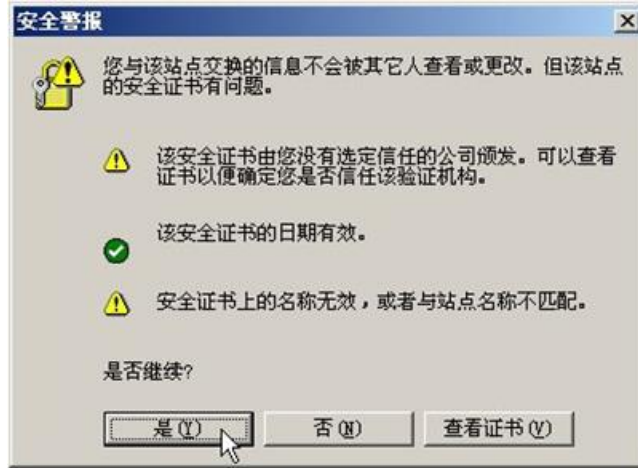 安全警报
您与该站点交换的信息不会被其它人查看或更改。但该站点
的安全证书有问题。
该安全证书由您没有选定信任的公司颁发。可以查看
证书以便确定您是否信任该验证机构。
该安全证书的日期有效。
安全证书上的名称无效，或者与站点名称不匹配。
是否继续?
是(Y) 否(N) 查看证书(V)